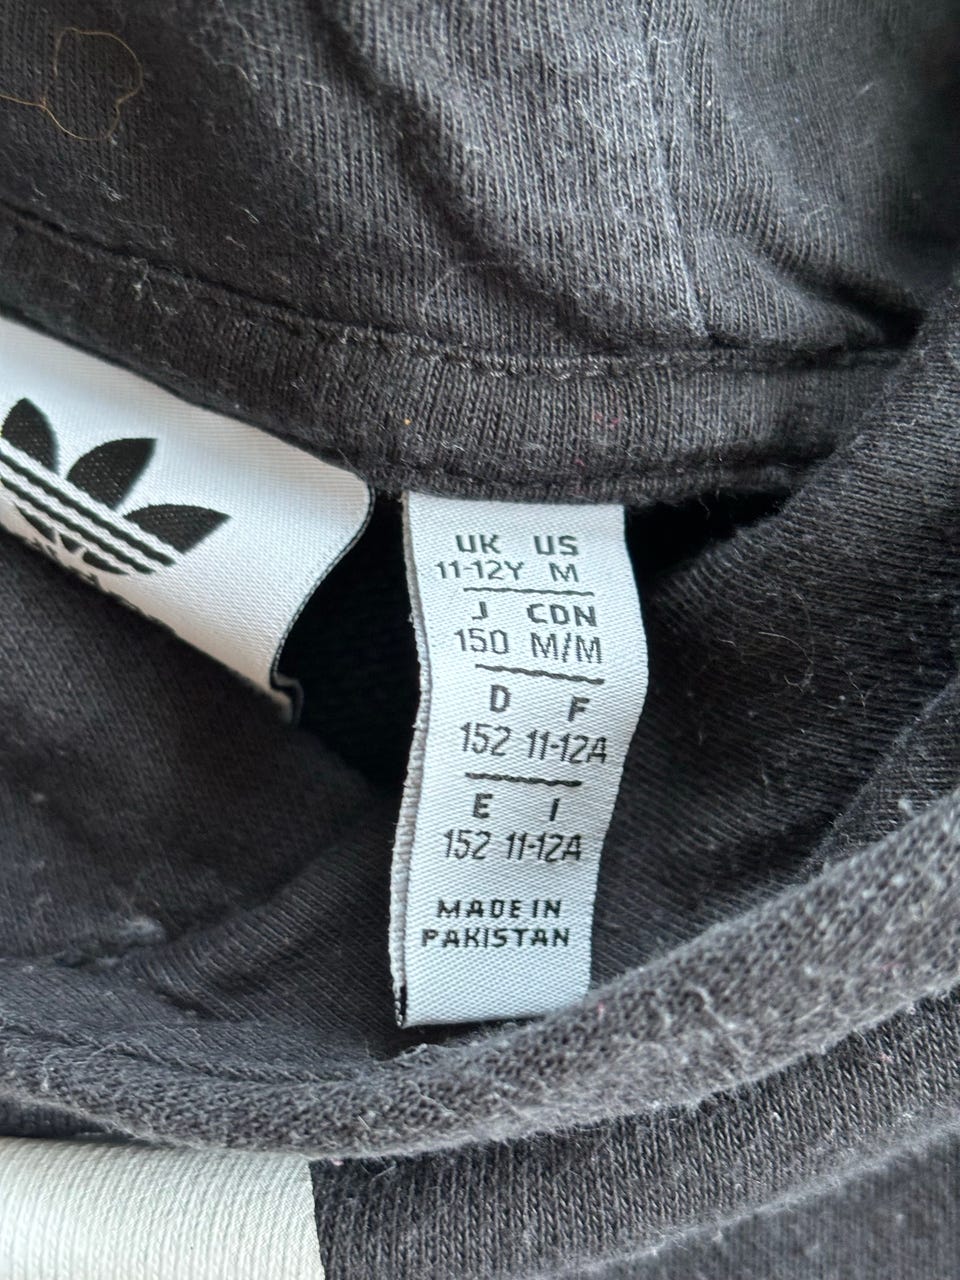 UK US
11-12Y M
J CDN
150 M/M
D F
152 11-12A
E I
152 11-12A
MADE IN
PAKISTAN